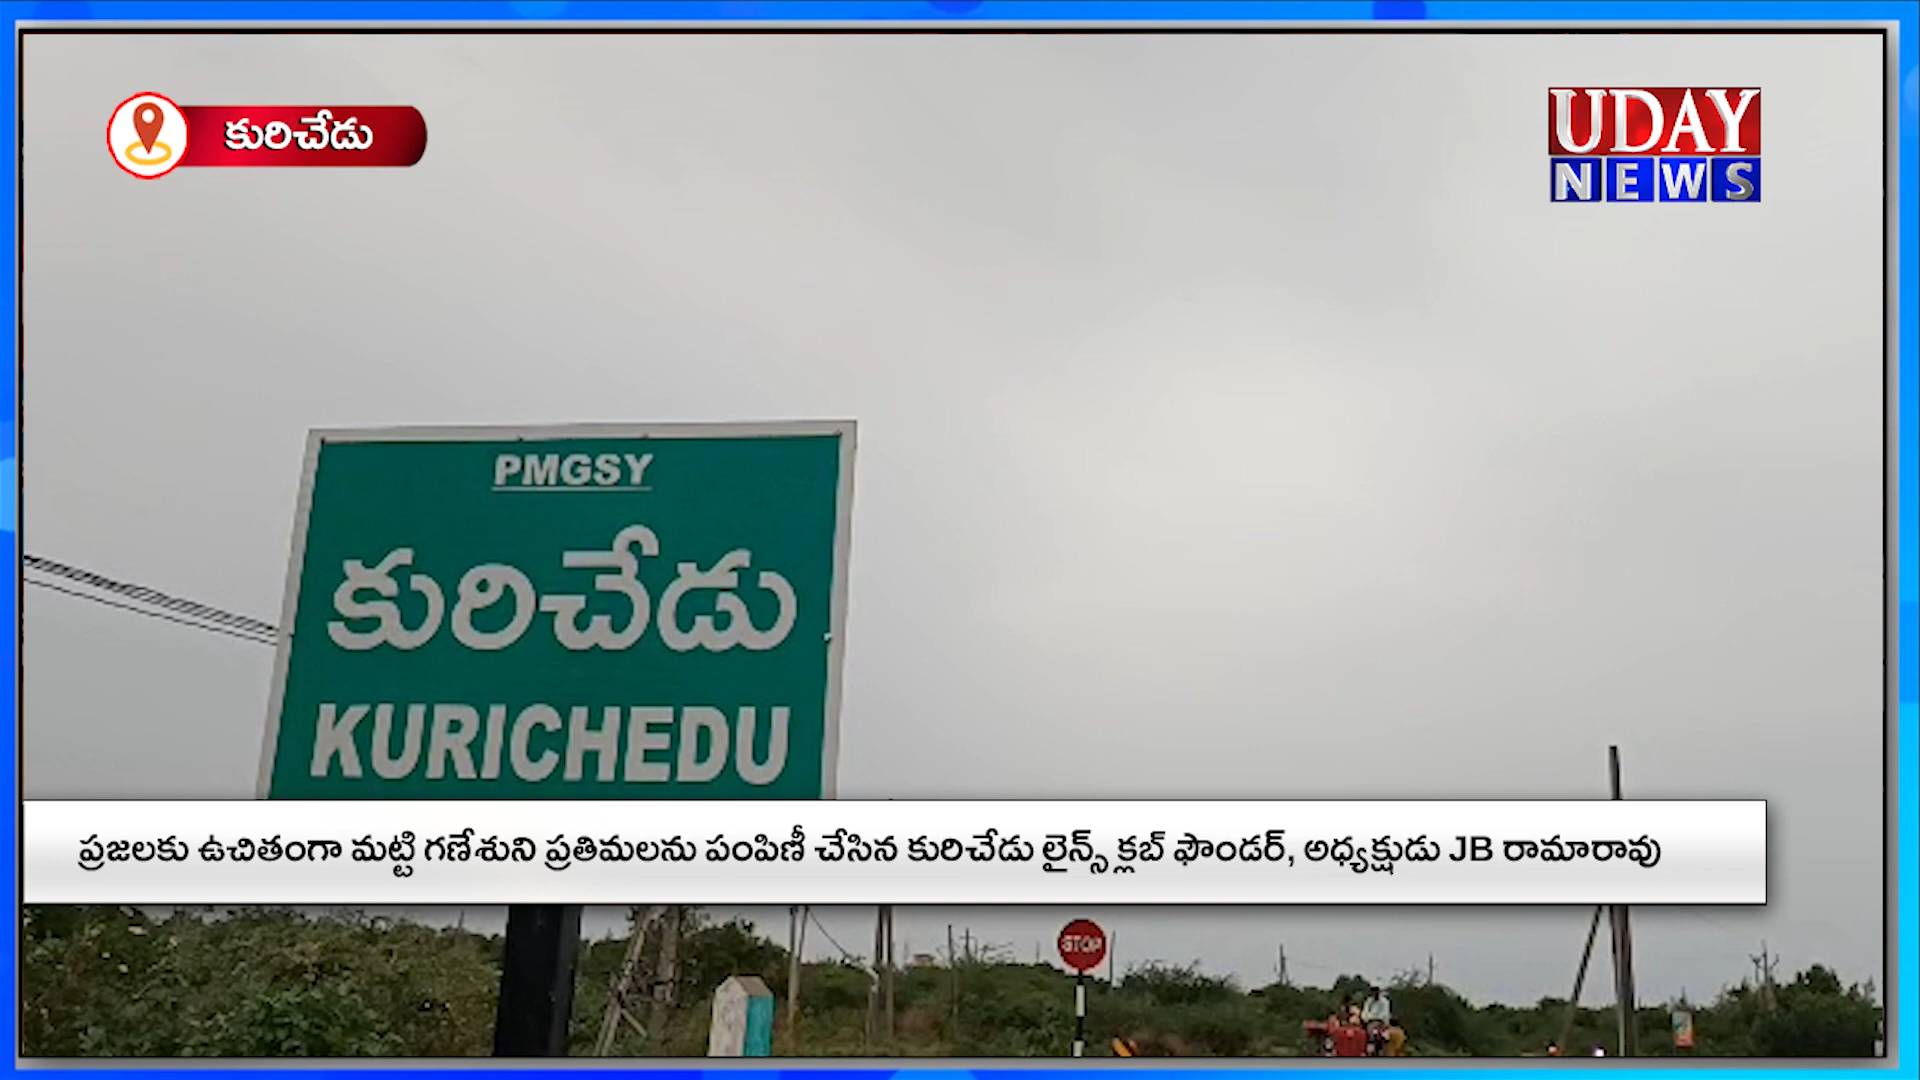 కురిచేడు
UDAY
NEWS
PMGSY
కురిచేడు
KURICHEDU
ప్రజలకు ఉచితంగా మట్టి గణేశుని ప్రతిమలను పంపిణీ చేసిన కురిచేడు లైన్స్ క్లబ్ ఫౌండర్, అధ్యక్షుడు JB రామారావు
STOP